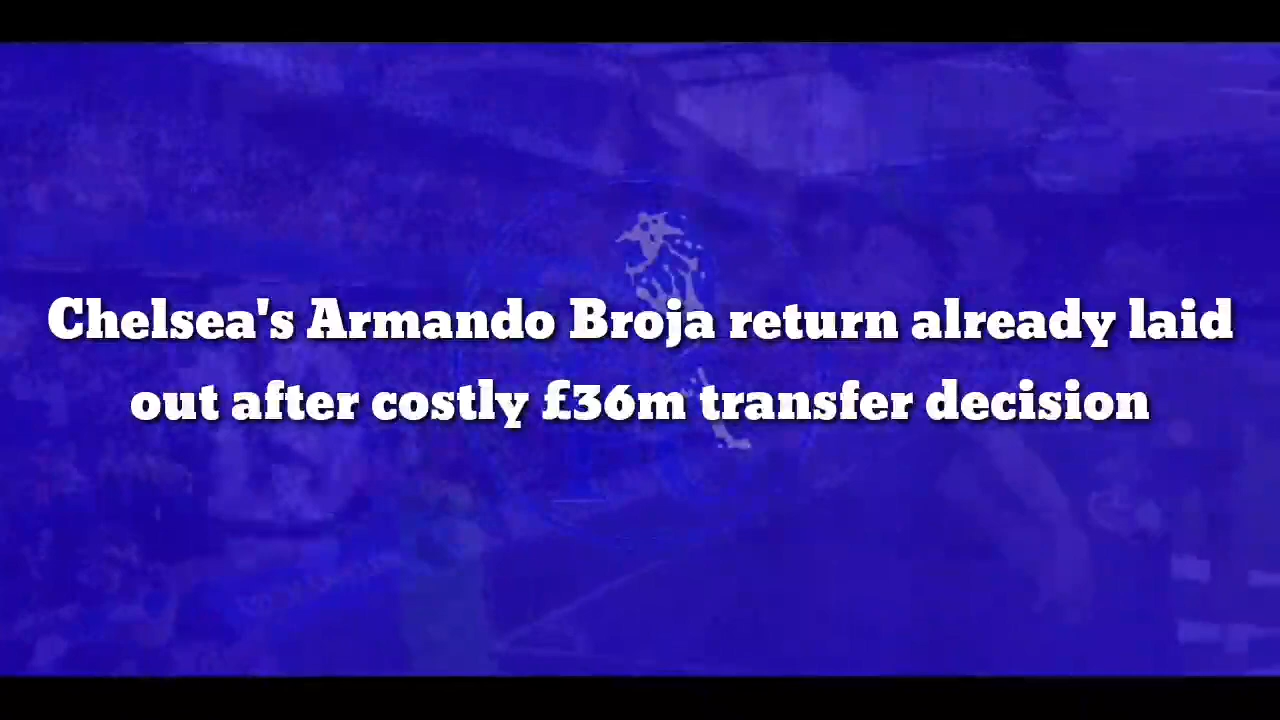 Chelsea's Armando Broja return already laid
out after costly £36m transfer decision